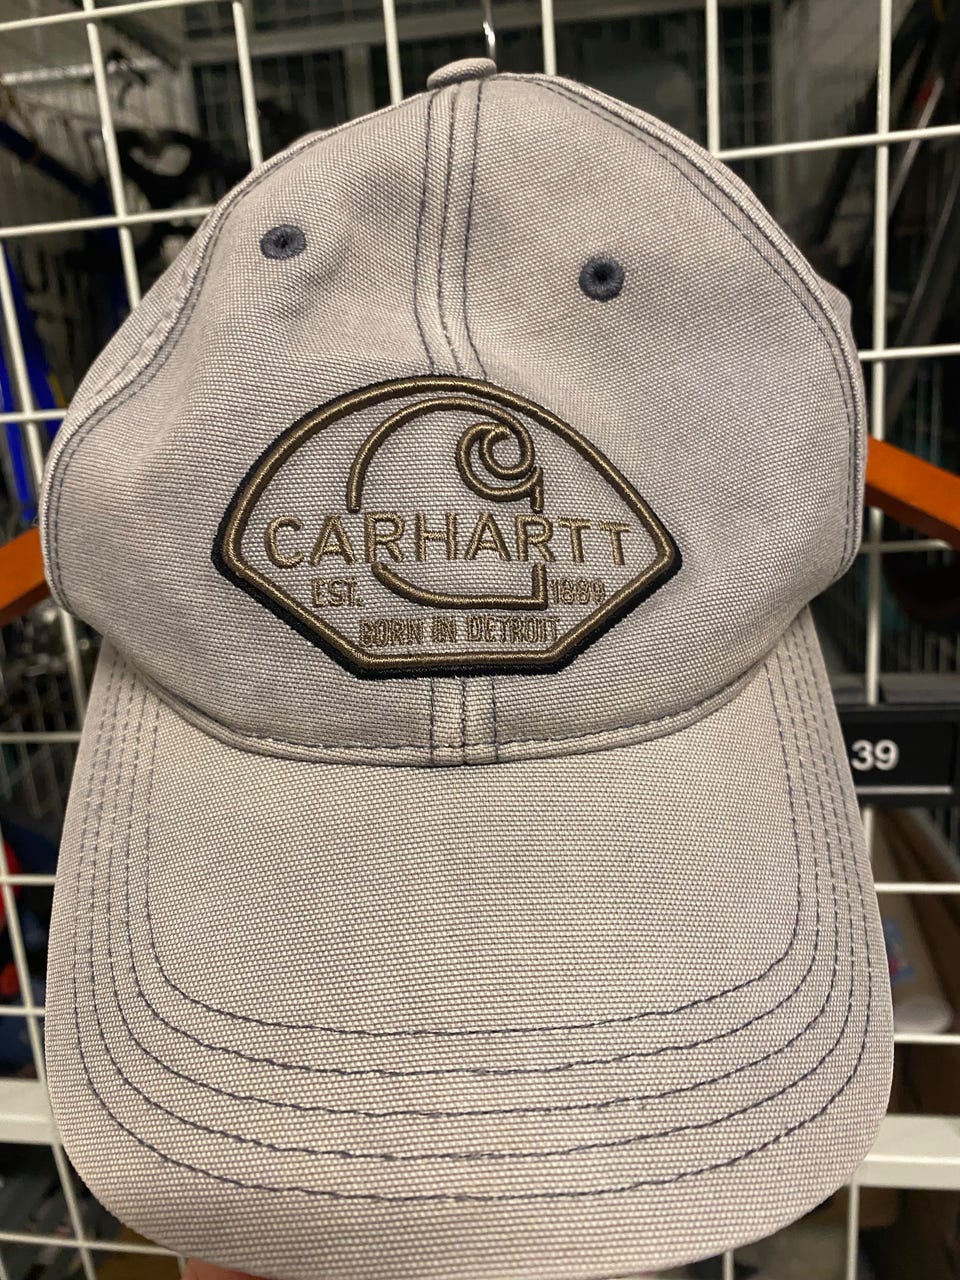 CARHARTT
EST. 1889
BORN IN DETROIT
39